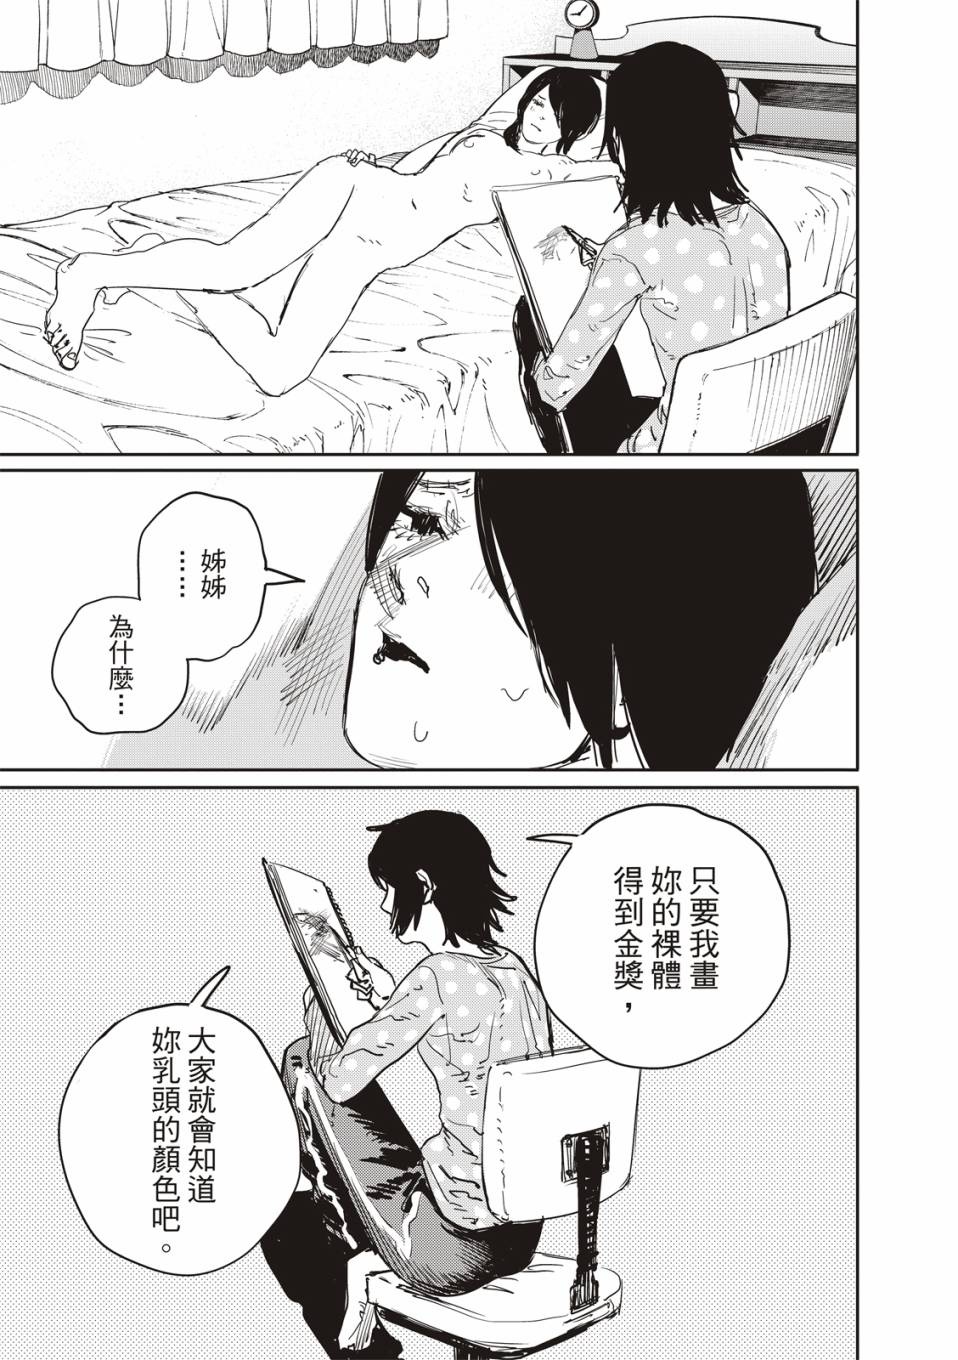 姊姊
……
為什麼…
只要我畫
妳的裸體
得到金獎，
大家就會知道
妳乳頭的顏色吧。